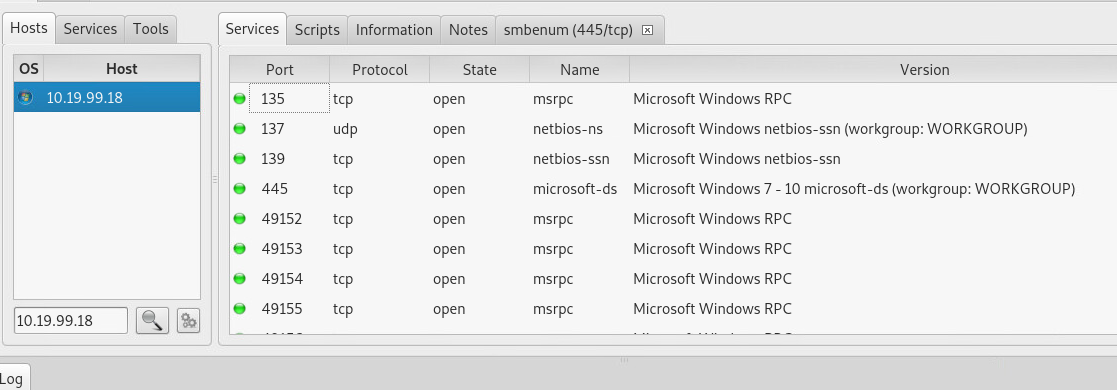 Hosts Services Tools
OS Host
10.19.99.18
10.19.99.18
Services Scripts Information Notes smbenum (445/tcp)
Port Protocol State Name Version
135 tcp open msrpc Microsoft Windows RPC
137 udp open netbios-ns Microsoft Windows netbios-ssn (workgroup: WORKGROUP)
139 tcp open netbios-ssn Microsoft Windows netbios-ssn
445 tcp open microsoft-ds Microsoft Windows 7 - 10 microsoft-ds (workgroup: WORKGROUP)
49152 tcp open msrpc Microsoft Windows RPC
49153 tcp open msrpc Microsoft Windows RPC
49154 tcp open msrpc Microsoft Windows RPC
49155 tcp open msrpc Microsoft Windows RPC
Log